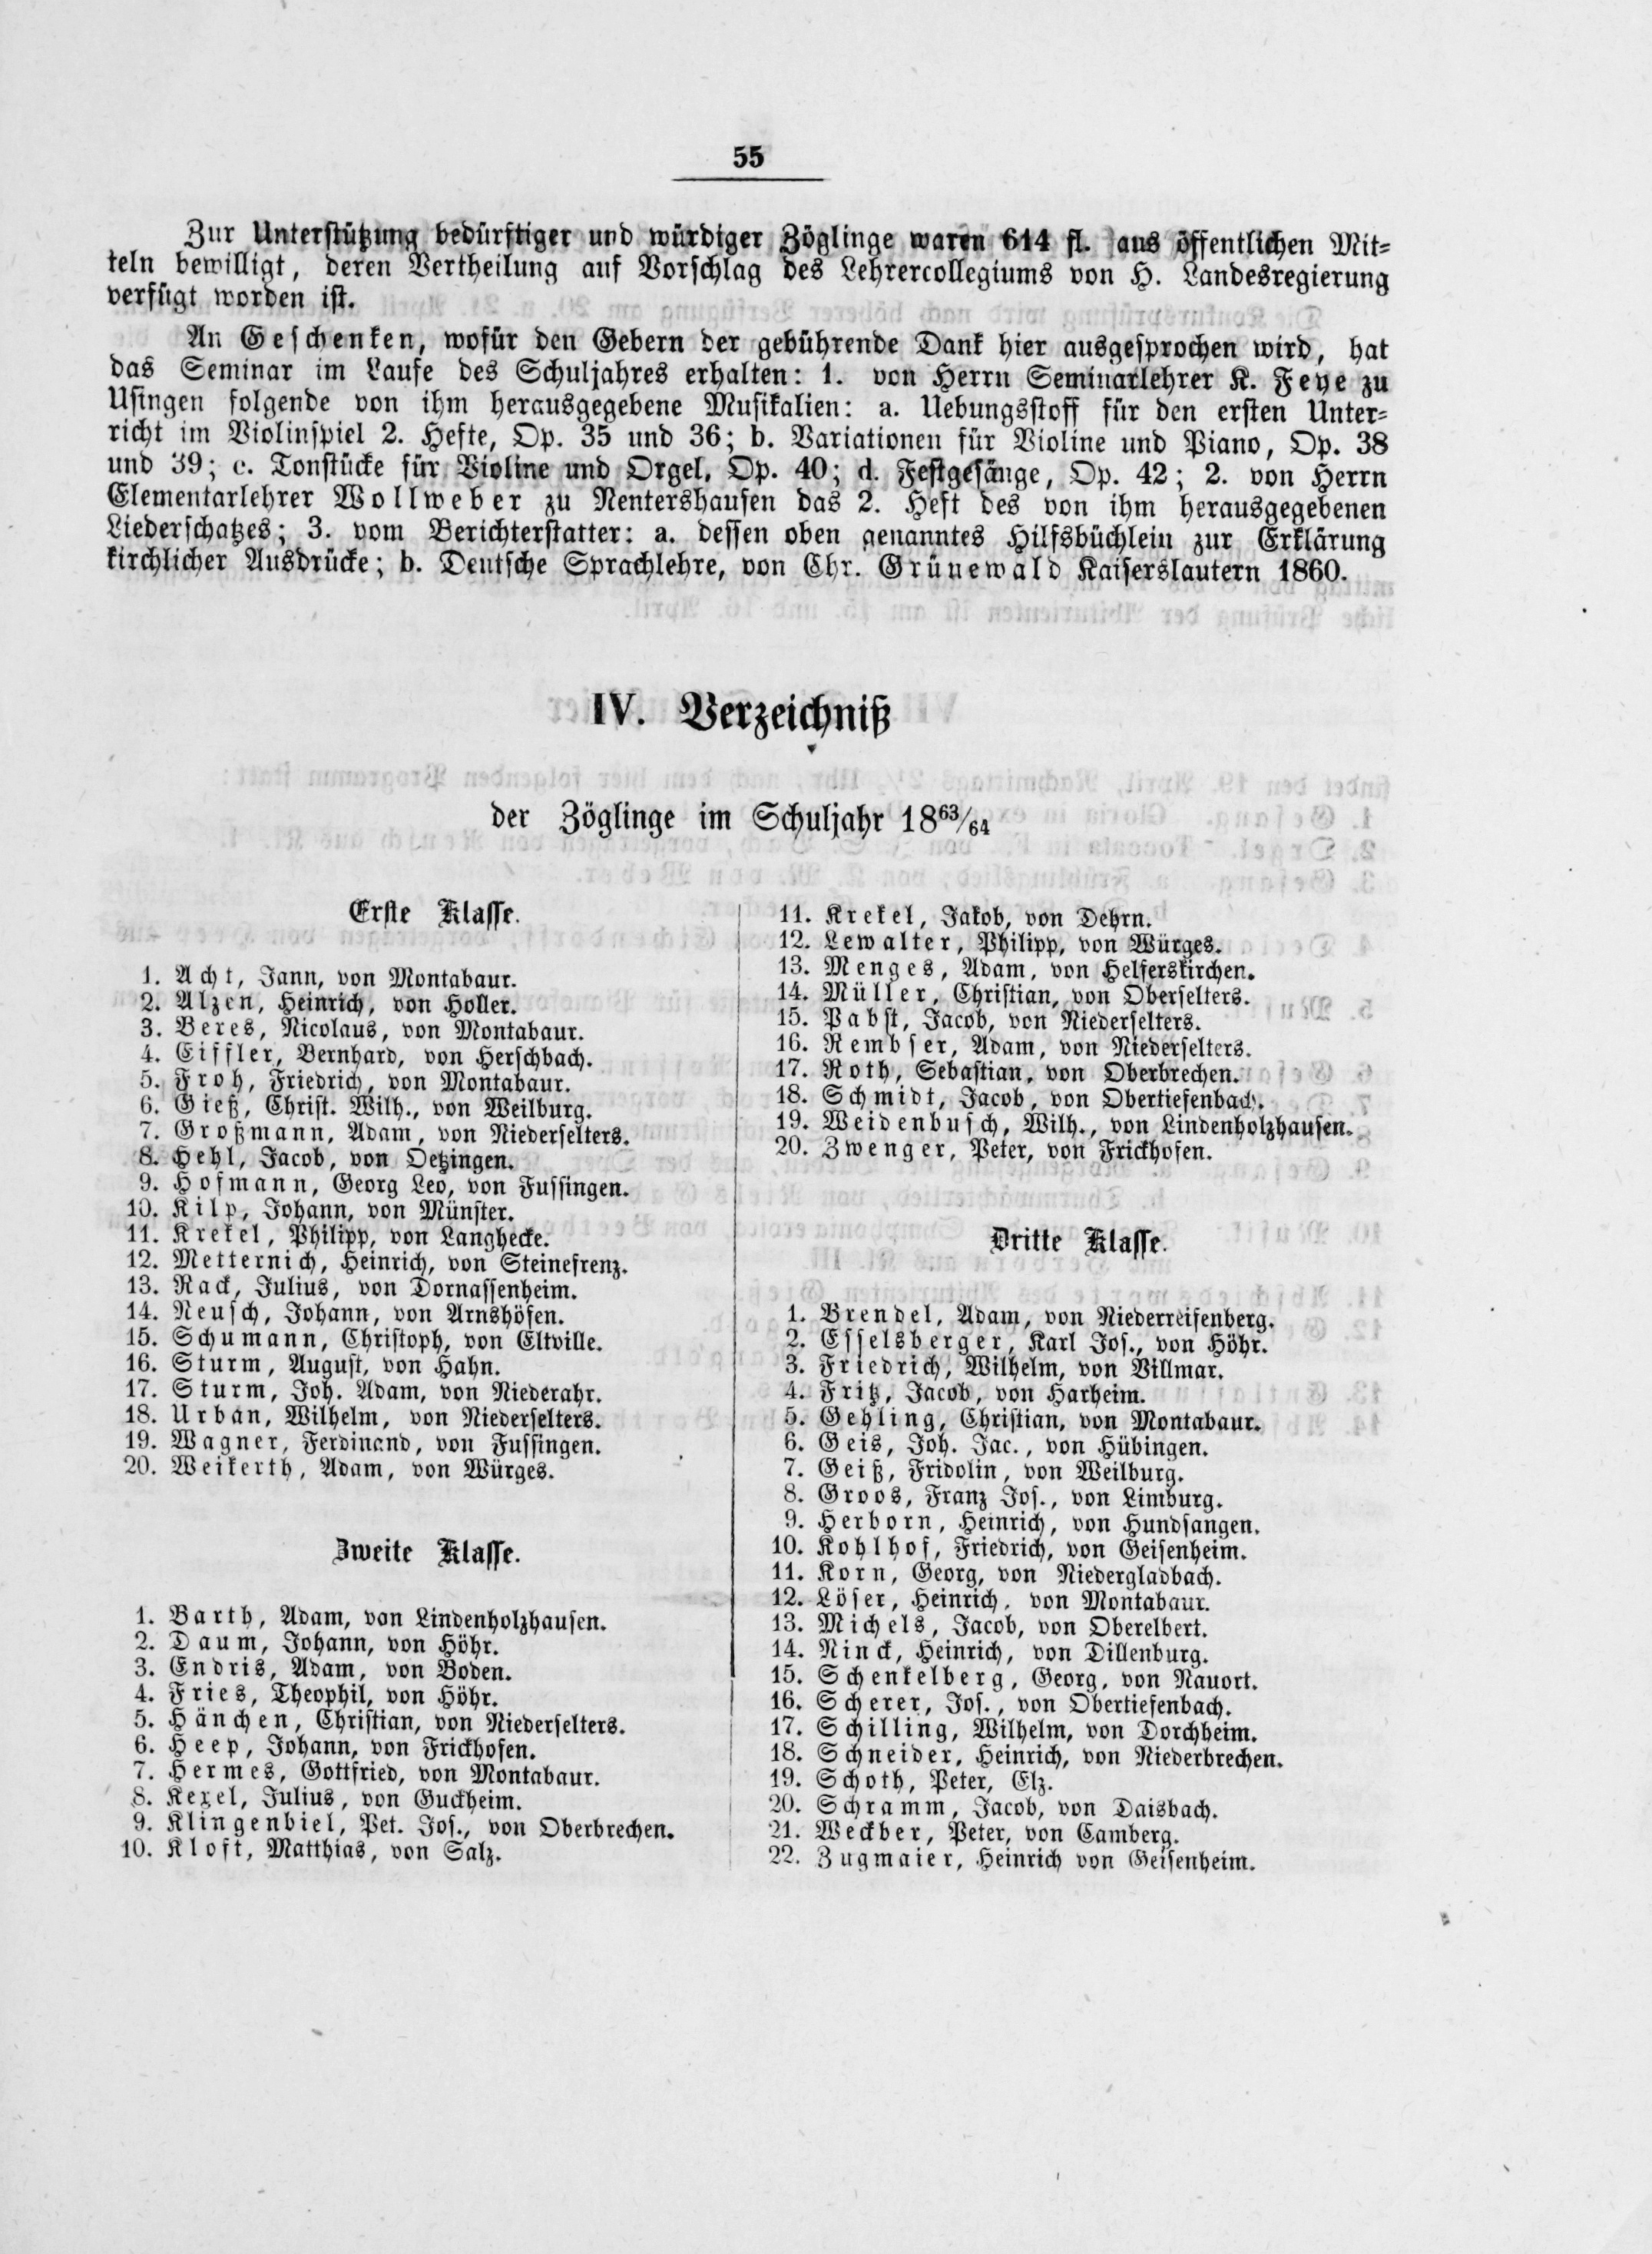 55
Zur Unterstützung bedürftiger und würdiger Zöglinge waren 614 fl. aus öffentlichen Mit-
teln bewilligt, deren Vertheilung auf Vorschlag des Lehrercollegiums von H. Landesregierung
verfügt worden ist.
An Geschenken, wofür den Gebern der gebührende Dank hier ausgesprochen wird, hat
das Seminar im Laufe des Schuljahres erhalten: 1. von Herrn Seminarlehrer K. Feye zu
Usingen folgende von ihm herausgegebene Musikalien: a. Uebungsstoff für den ersten Unter-
richt im Violinspiel 2. Hefte, Op. 35 und 36; b. Variationen für Violine und Piano, Op. 38
und 39; c. Tonstücke für Violine und Orgel, Op. 40; d. Festgesänge, Op. 42; 2. von Herrn
Elementarlehrer Wollweber zu Nentershausen das 2. Heft des von ihm herausgegebenen
Liederschatzes; 3. vom Berichterstatter: a. dessen oben genanntes Hilfsbüchlein zur Erklärung
kirchlicher Ausdrücke; b. Deutsche Sprachlehre, von Chr. Grünewald Kaiserslautern 1860.
IV. Verzeichniß
der Zöglinge im Schuljahr 18⁶³/₆₄
Erste Klasse.
1. Acht, Jann, von Montabaur.
2. Alzen, Heinrich, von Holler.
3. Beres, Nicolaus, von Montabaur.
4. Eiffler, Bernhard, von Herschbach.
5. Froh, Friedrich, von Montabaur.
6. Gieß, Christ. Wilh., von Weilburg.
7. Großmann, Adam, von Niederselters.
8. Hehl, Jacob, von Oetzingen.
9. Hofmann, Georg Leo, von Fussingen.
10. Kilp, Johann, von Münster.
11. Krekel, Philipp, von Langhecke.
12. Metternich, Heinrich, von Steinefrenz.
13. Rack, Julius, von Dornassenheim.
14. Neusch, Johann, von Arnshöfen.
15. Schumann, Christoph, von Eltville.
16. Sturm, August, von Hahn.
17. Sturm, Joh. Adam, von Niederahr.
18. Urban, Wilhelm, von Niederselters.
19. Wagner, Ferdinand, von Fussingen.
20. Weikerth, Adam, von Würges.
Zweite Klasse.
1. Barth, Adam, von Lindenholzhausen.
2. Daum, Johann, von Höhr.
3. Endris, Adam, von Boden.
4. Fries, Theophil, von Höhr.
5. Hänchen, Christian, von Niederselters.
6. Heep, Johann, von Frickhofen.
7. Hermes, Gottfried, von Montabaur.
8. Kexel, Julius, von Guckheim.
9. Klingenbiel, Pet. Jos., von Oberbrechen.
10. Kloft, Matthias, von Salz.
11. Krekel, Jakob, von Dehrn.
12. Lewalter, Philipp, von Würges.
13. Menges, Adam, von Helferskirchen.
14. Müller, Christian, von Oberselters.
15. Pabst, Jacob, von Niederselters.
16. Rembser, Adam, von Niederselters.
17. Roth, Sebastian, von Oberbrechen.
18. Schmidt, Jacob, von Obertiefenbach.
19. Weidenbusch, Wilh., von Lindenholzhausen.
20. Zwenger, Peter, von Frickhofen.
Dritte Klasse.
1. Brendel, Adam, von Niederreifenberg.
2. Esselsberger, Karl Jos., von Höhr.
3. Friedrich, Wilhelm, von Villmar.
4. Fritz, Jacob, von Harheim.
5. Gehling, Christian, von Montabaur.
6. Geis, Joh. Jac., von Hübingen.
7. Geiß, Fridolin, von Weilburg.
8. Groos, Franz Jos., von Limburg.
9. Herborn, Heinrich, von Hundsangen.
10. Kohlhof, Friedrich, von Geisenheim.
11. Korn, Georg, von Niedergladbach.
12. Löser, Heinrich, von Montabaur.
13. Michels, Jacob, von Oberelbert.
14. Ninck, Heinrich, von Dillenburg.
15. Schenkelberg, Georg, von Nauort.
16. Scherer, Jos., von Obertiefenbach.
17. Schilling, Wilhelm, von Dorchheim.
18. Schneider, Heinrich, von Niederbrechen.
19. Schoth, Peter, Elz.
20. Schramm, Jacob, von Daisbach.
21. Weckber, Peter, von Camberg.
22. Zugmaier, Heinrich von Geisenheim.